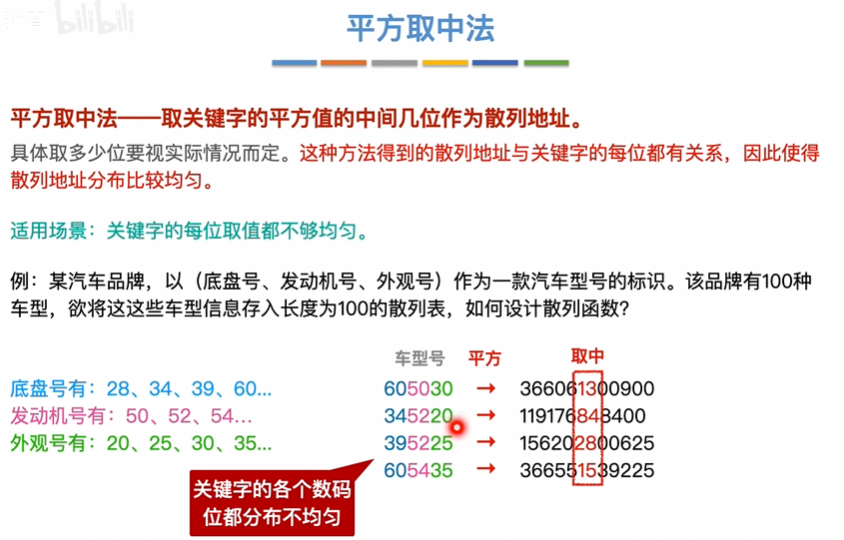 bilibili
平方取中法
平方取中法——取关键字的平方值的中间几位作为散列地址。
具体取多少位要视实际情况而定。这种方法得到的散列地址与关键字的每位都有关系，因此使得
散列地址分布比较均匀。
适用场景：关键字的每位取值都不够均匀。
例：某汽车品牌，以（底盘号、发动机号、外观号）作为一款汽车型号的标识。该品牌有100种
车型，欲将这这些车型信息存入长度为100的散列表，如何设计散列函数？
车型号 平方 取中
底盘号有：28、34、39、60... 605030 → 366061300900
发动机号有：50、52、54... 345220 → 119176848400
外观号有：20、25、30、35... 395225 → 156202800625
605435 → 366551539225
关键字的各个数码
位都分布不均匀